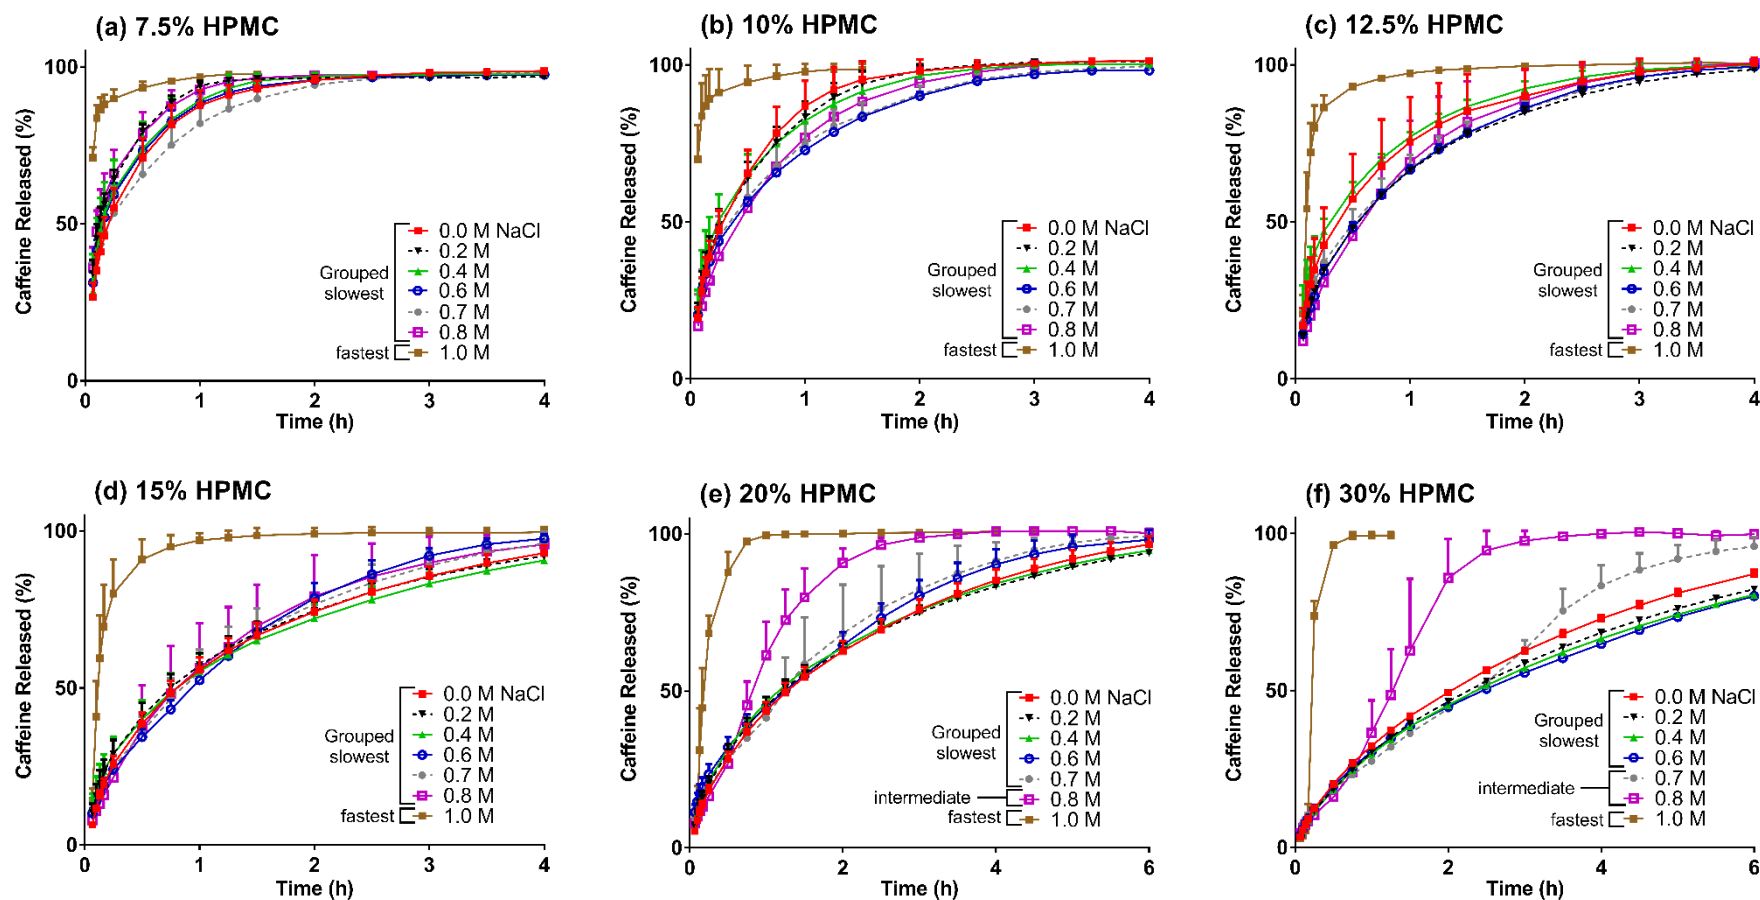 (a) 7.5% HPMC
Caffeine Released (%)
100
50
0
0 1 2 3 4
Time (h)
Grouped
slowest
fastest
0.0 M NaCl
0.2 M
0.4 M
0.6 M
0.7 M
0.8 M
1.0 M
(b) 10% HPMC
Caffeine Released (%)
100
50
0
0 1 2 3 4
Time (h)
Grouped
slowest
fastest
0.0 M NaCl
0.2 M
0.4 M
0.6 M
0.7 M
0.8 M
1.0 M
(c) 12.5% HPMC
Caffeine Released (%)
100
50
0
0 1 2 3 4
Time (h)
Grouped
slowest
fastest
0.0 M NaCl
0.2 M
0.4 M
0.6 M
0.7 M
0.8 M
1.0 M
(d) 15% HPMC
Caffeine Released (%)
100
50
0
0 1 2 3 4
Time (h)
Grouped
slowest
fastest
0.0 M NaCl
0.2 M
0.4 M
0.6 M
0.7 M
0.8 M
1.0 M
(e) 20% HPMC
Caffeine Released (%)
100
50
0
0 2 4 6
Time (h)
Grouped
slowest
intermediate
fastest
0.0 M NaCl
0.2 M
0.4 M
0.6 M
0.7 M
0.8 M
1.0 M
(f) 30% HPMC
Caffeine Released (%)
100
50
0
0 2 4 6
Time (h)
Grouped
slowest
intermediate
fastest
0.0 M NaCl
0.2 M
0.4 M
0.6 M
0.7 M
0.8 M
1.0 M